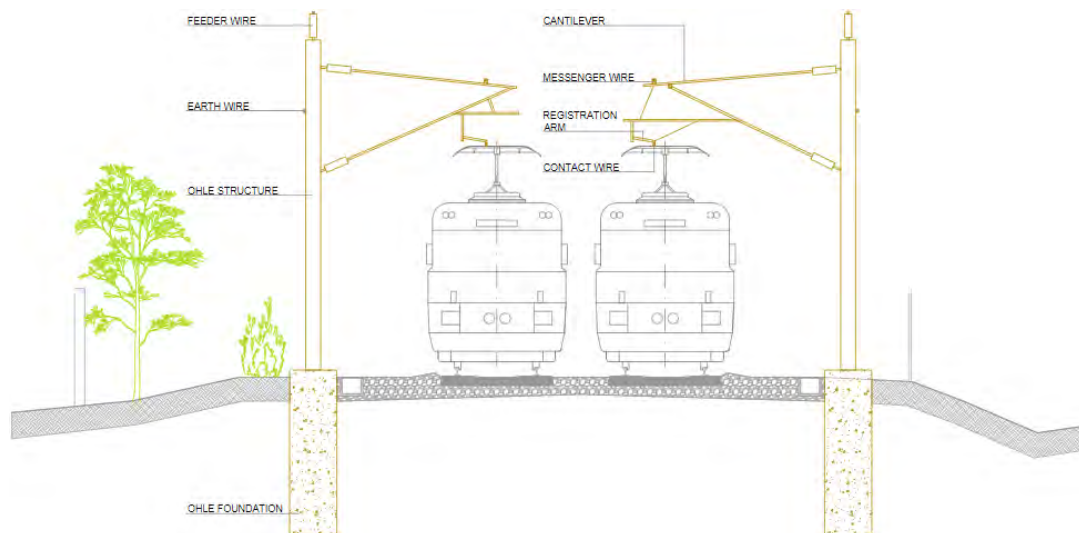 FEEDER WIRE
CANTILEVER
MESSENGER WIRE
EARTH WIRE
REGISTRATION
ARM
CONTACT WIRE
OHLE STRUCTURE
OHLE FOUNDATION